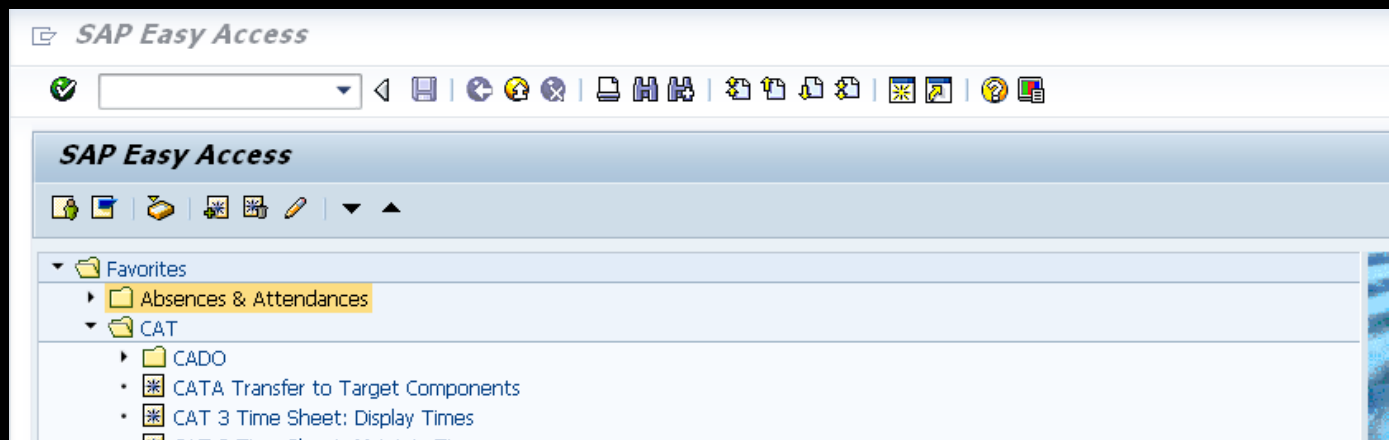 SAP Easy Access
SAP Easy Access
Favorites
Absences & Attendances
CAT
CADO
CATA Transfer to Target Components
CAT 3 Time Sheet: Display Times